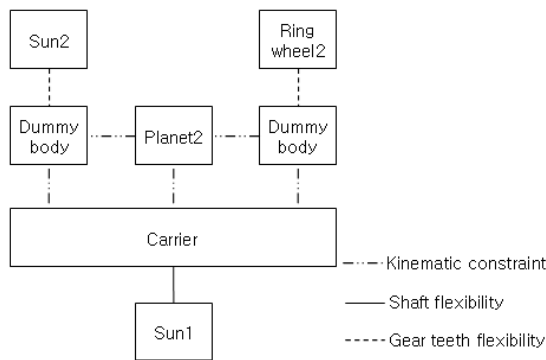 Sun2
Ring
wheel2
Dummy
body
Planet2
Dummy
body
Carrier
Sun1
Kinematic constraint
Shaft flexibility
Gear teeth flexibility